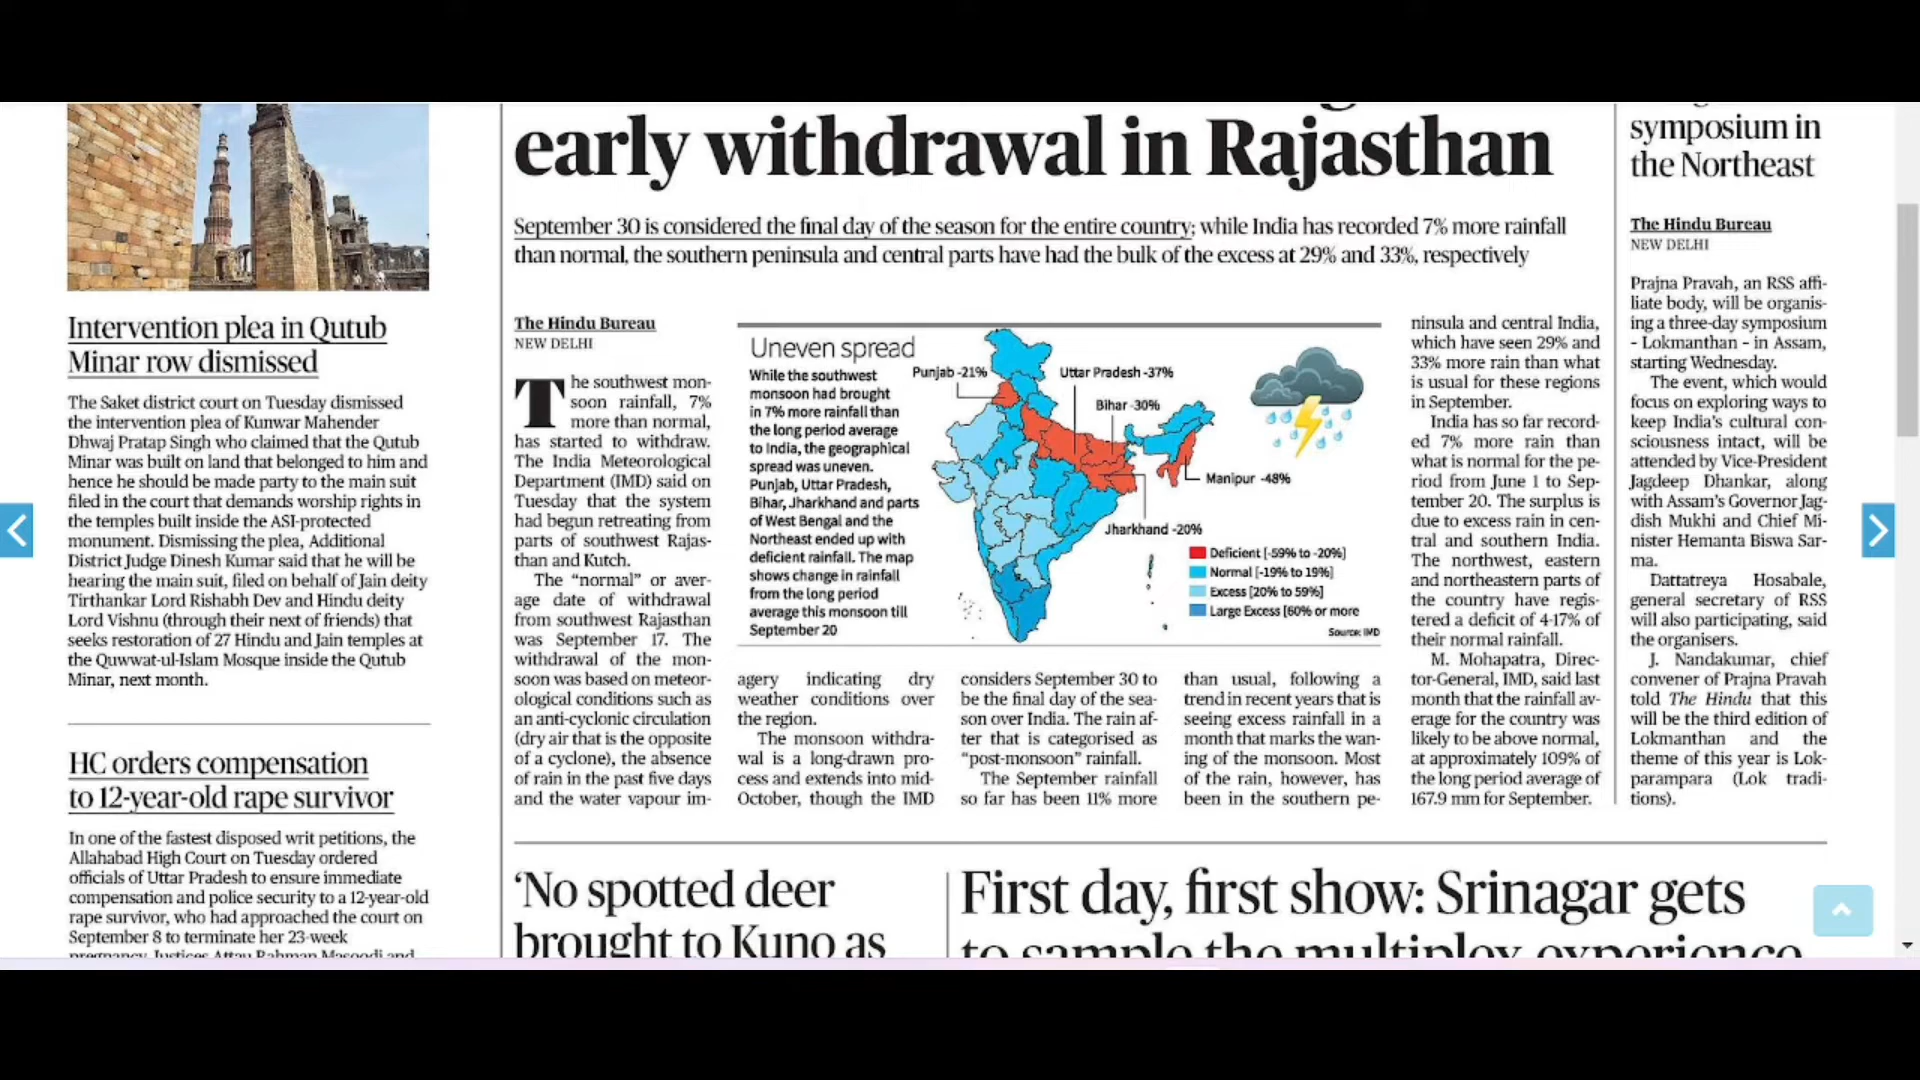 Intervention plea in Qutub
Minar row dismissed
The Saket district court on Tuesday dismissed
the intervention plea of Kunwar Mahender
Dhwaj Pratap Singh who claimed that the Qutub
Minar was built on land that belonged to him and
hence he should be made party to the main suit
filed in the court that demands worship rights in
the temples built inside the ASI-protected
monument. Dismissing the plea, Additional
District Judge Dinesh Kumar said that he will be
hearing the main suit, filed on behalf of Jain deity
Tirthankar Lord Rishabh Dev and Hindu deity
Lord Vishnu (through their next of friends) that
seeks restoration of 27 Hindu and Jain temples at
the Quwwat-ul-Islam Mosque inside the Qutub
Minar, next month.
HC orders compensation
to 12-year-old rape survivor
In one of the fastest disposed writ petitions, the
Allahabad High Court on Tuesday ordered
officials of Uttar Pradesh to ensure immediate
compensation and police security to a 12-year-old
rape survivor, who had approached the court on
September 8 to terminate her 23-week
pregnancy. Justices Attau Rahman Masoodi and
early withdrawal in Rajasthan
September 30 is considered the final day of the season for the entire country; while India has recorded 7% more rainfall
than normal, the southern peninsula and central parts have had the bulk of the excess at 29% and 33%, respectively
The Hindu Bureau
NEW DELHI
The southwest mon-
soon rainfall, 7%
more than normal,
has started to withdraw.
The India Meteorological
Department (IMD) said on
Tuesday that the system
had begun retreating from
parts of southwest Rajas-
than and Kutch.
The “normal” or aver-
age date of withdrawal
from southwest Rajasthan
was September 17. The
withdrawal of the mon-
soon was based on meteor-
ological conditions such as
an anti-cyclonic circulation
(dry air that is the opposite
of a cyclone), the absence
of rain in the past five days
and the water vapour im-
Uneven spread
While the southwest
monsoon had brought
in 7% more rainfall than
the long period average
to India, the geographical
spread was uneven.
Punjab, Uttar Pradesh,
Bihar, Jharkhand and parts
of West Bengal and the
Northeast ended up with
deficient rainfall. The map
shows change in rainfall
from the long period
average this monsoon till
September 20
Punjab -21%
Uttar Pradesh -37%
Bihar -30%
Manipur -48%
Jharkhand -20%
Deficient [-59% to -20%]
Normal [-19% to 19%]
Excess [20% to 59%]
Large Excess [60% or more
Source: IMD
agery indicating dry
weather conditions over
the region.
The monsoon withdra-
wal is a long-drawn pro-
cess and extends into mid-
October, though the IMD
considers September 30 to
be the final day of the sea-
son over India. The rain af-
ter that is categorised as
“post-monsoon” rainfall.
The September rainfall
so far has been 11% more
than usual, following a
trend in recent years that is
seeing excess rainfall in a
month that marks the wan-
ing of the monsoon. Most
of the rain, however, has
been in the southern pe-
ninsula and central India,
which have seen 29% and
33% more rain than what
is usual for these regions
in September.
India has so far record-
ed 7% more rain than
what is normal for the pe-
riod from June 1 to Sep-
tember 20. The surplus is
due to excess rain in cen-
tral and southern India.
The northwest, eastern
and northeastern parts of
the country have regis-
tered a deficit of 4-17% of
their normal rainfall.
M. Mohapatra, Direc-
tor-General, IMD, said last
month that the rainfall av-
erage for the country was
likely to be above normal,
at approximately 109% of
the long period average of
167.9 mm for September.
symposium in
the Northeast
The Hindu Bureau
NEW DELHI
Prajna Pravah, an RSS affi-
liate body, will be organis-
ing a three-day symposium
- Lokmanthan - in Assam,
starting Wednesday.
The event, which would
focus on exploring ways to
keep India's cultural con-
sciousness intact, will be
attended by Vice-President
Jagdeep Dhankar, along
with Assam's Governor Jag-
dish Mukhi and Chief Mi-
nister Hemanta Biswa Sar-
ma.
Dattatreya Hosabale,
general secretary of RSS
will also participating, said
the organisers.
J. Nandakumar, chief
convener of Prajna Pravah
told The Hindu that this
will be the third edition of
Lokmanthan and the
theme of this year is Lok-
parampara (Lok tradi-
tions).
‘No spotted deer
brought to Kuno as
First day, first show: Srinagar gets
to sample the multiplex experience